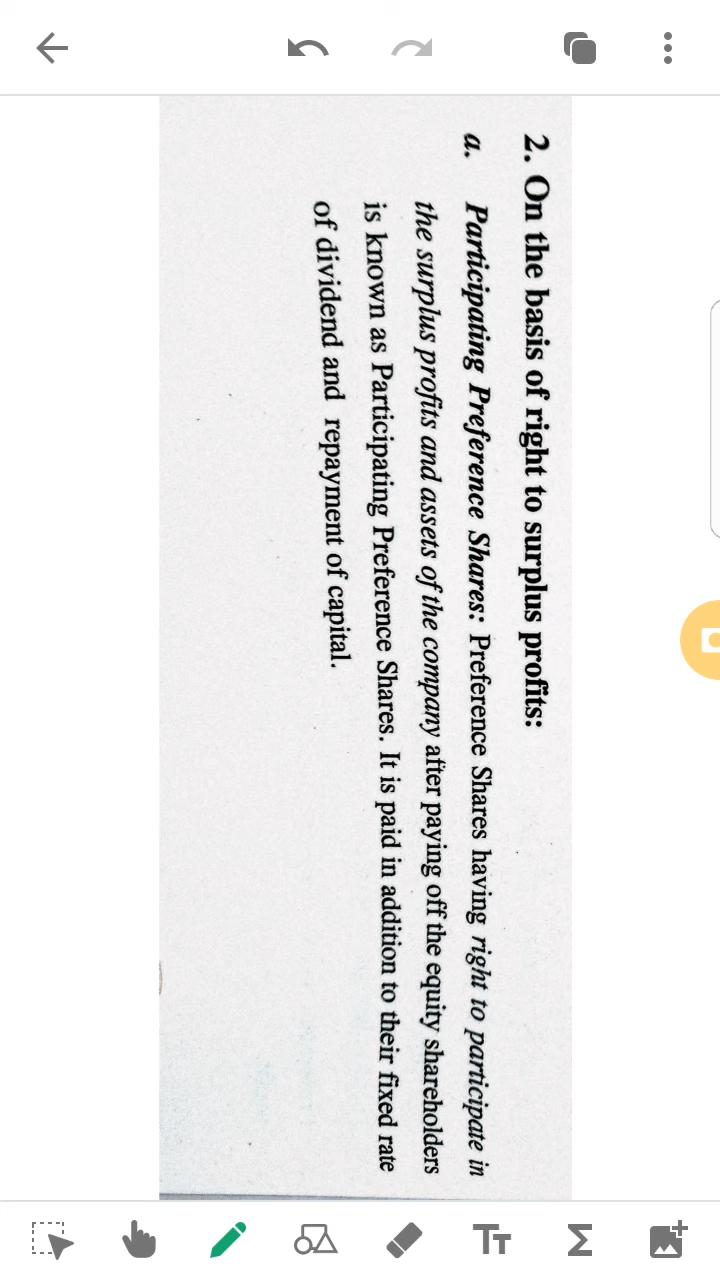 2. On the basis of right to surplus profits:
a. Participating Preference Shares: Preference Shares having right to participate in
the surplus profits and assets of the company after paying off the equity shareholders
is known as Participating Preference Shares. It is paid in addition to their fixed rate
of dividend and repayment of capital.